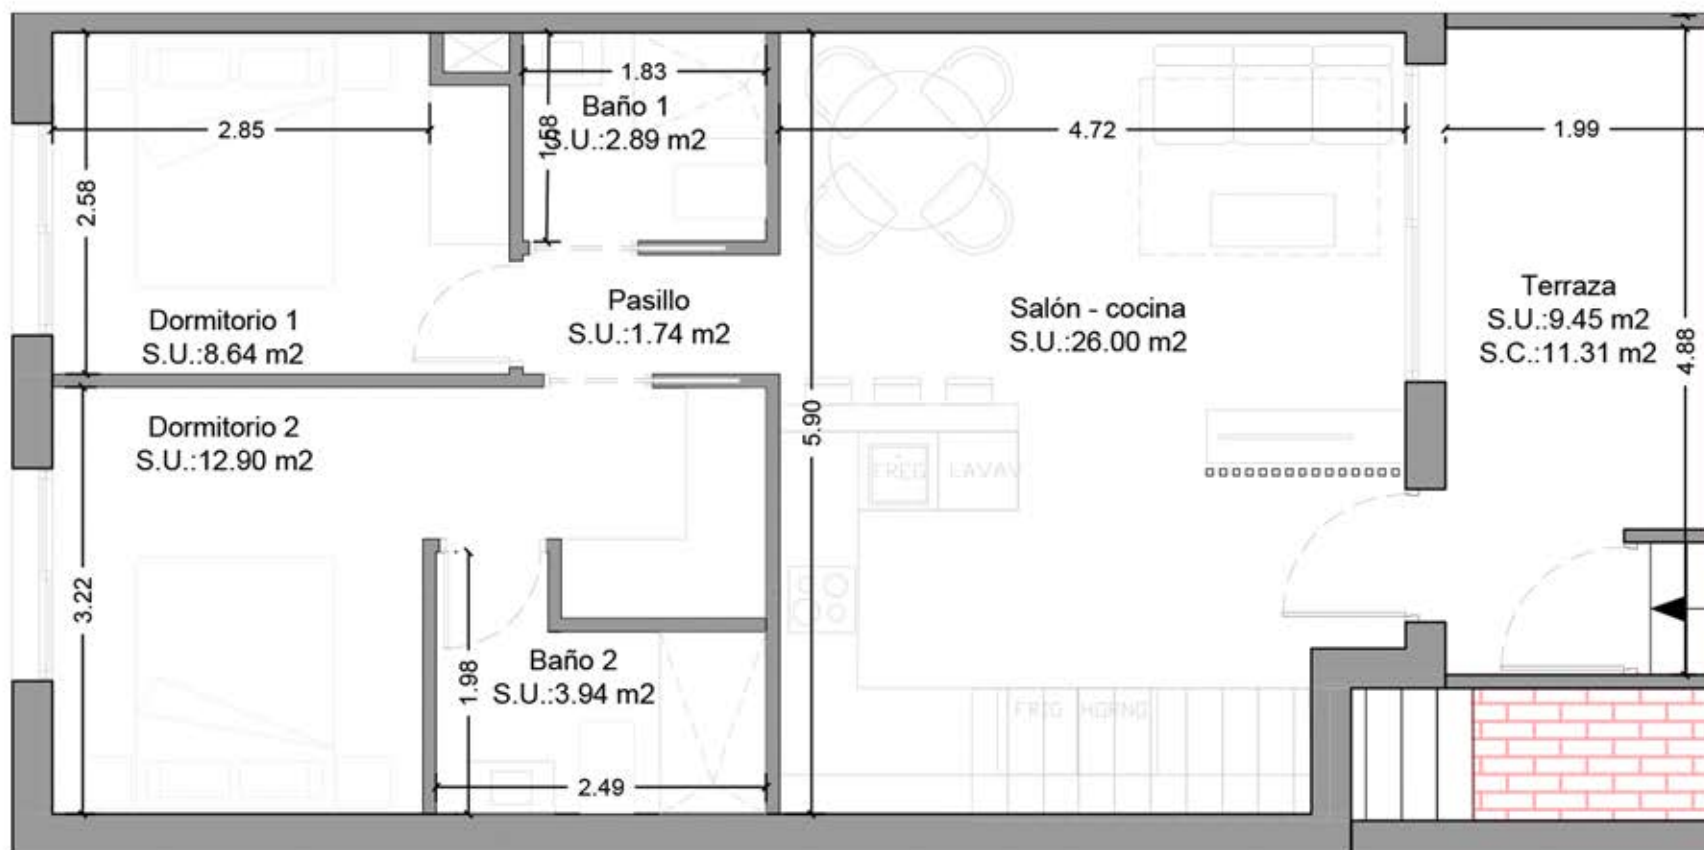 1.83
Baño 1
S.U.:2.89 m2
1.58
2.85
4.72
1.99
2.58
Dormitorio 1
S.U.:8.64 m2
Pasillo
S.U.:1.74 m2
Salón - cocina
S.U.:26.00 m2
Terraza
S.U.:9.45 m2
S.C.:11.31 m2
4.88
Dormitorio 2
S.U.:12.90 m2
5.90
FREG
LAVAV
3.22
1.98
Baño 2
S.U.:3.94 m2
2.49
FRIG HORNO